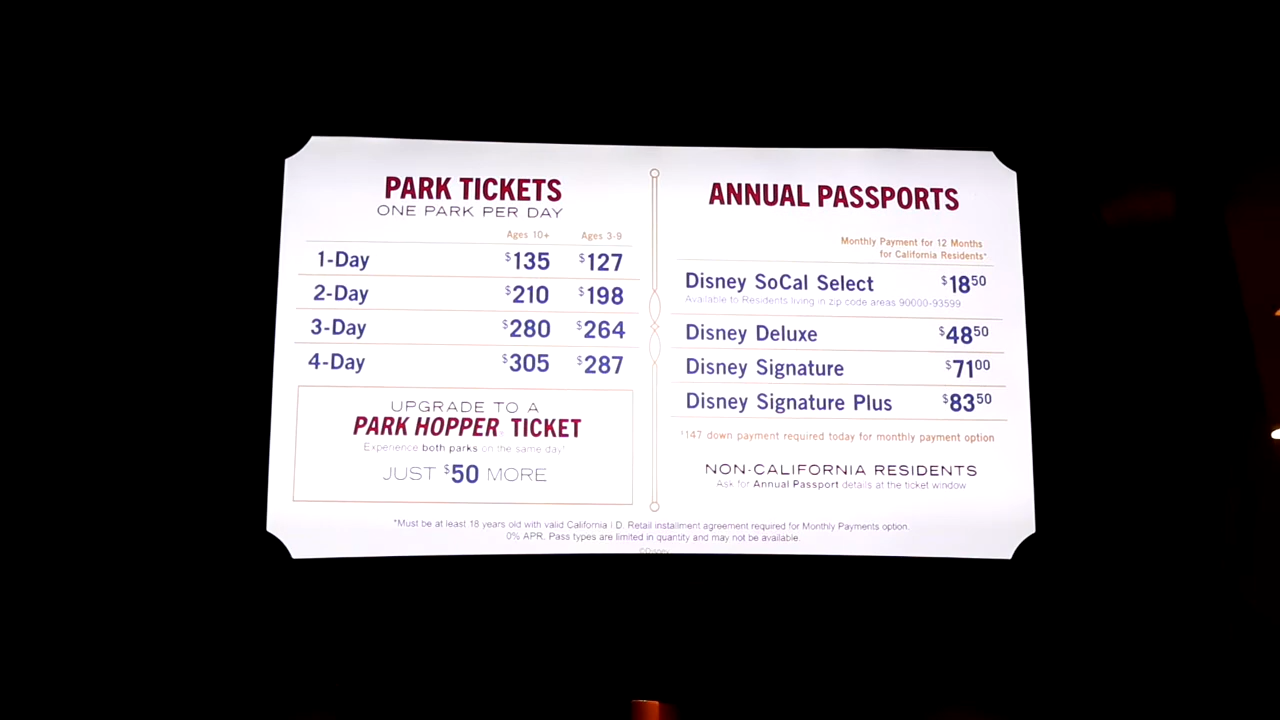 PARK TICKETS
ONE PARK PER DAY
Ages 10+ Ages 3-9
1-Day $135 $127
2-Day $210 $198
3-Day $280 $264
4-Day $305 $287
UPGRADE TO A
PARK HOPPER TICKET
Experience both parks on the same day
JUST $50 MORE
ANNUAL PASSPORTS
Monthly Payment for 12 Months
for California Residents*
Disney SoCal Select $18.50
Available to Residents living in zip code areas 90000-93599
Disney Deluxe $48.50
Disney Signature $71.00
Disney Signature Plus $83.50
$147 down payment required today for monthly payment option
NON-CALIFORNIA RESIDENTS
Ask for Annual Passport details at the ticket window
*Must be at least 18 years old with valid California I.D. Retail installment agreement required for Monthly Payments option.
0% APR. Pass types are limited in quantity and may not be available.
©Disney